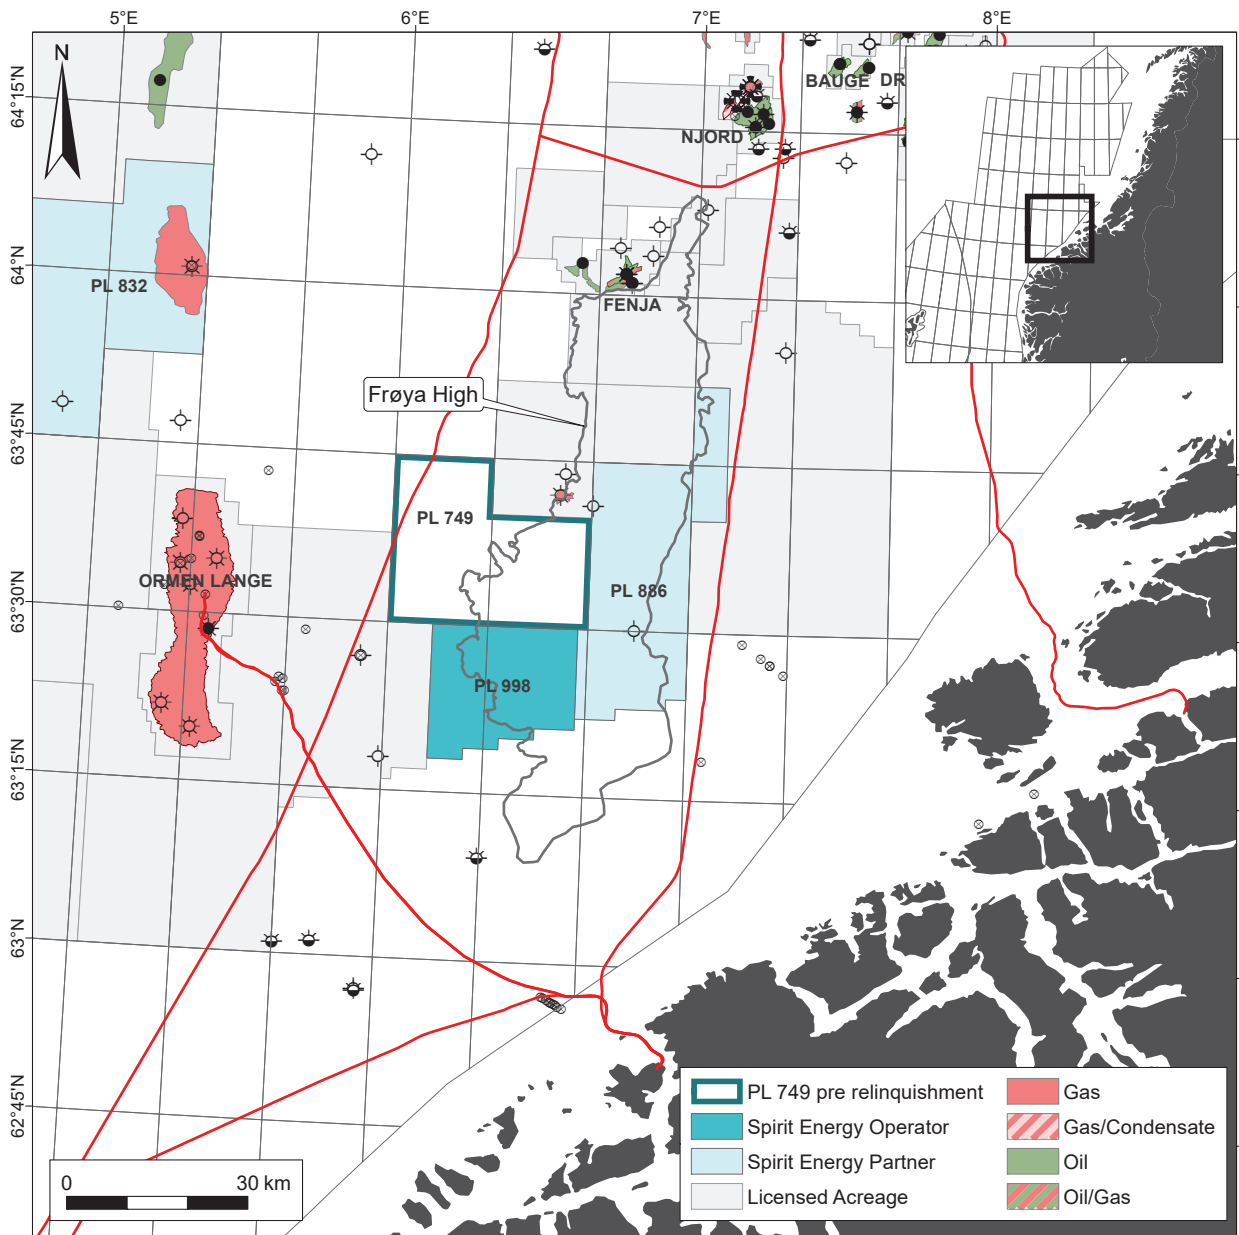 5°E
6°E
7°E
8°E
N
64°15'N
64°N
63°45'N
63°30'N
63°15'N
63°N
62°45'N
BAUGE DR
NJORD
PL 832
FENJA
Frøya High
PL 749
ORMEN LANGE
PL 886
PL 998
0
30 km
PL 749 pre relinquishment
Spirit Energy Operator
Spirit Energy Partner
Licensed Acreage
Gas
Gas/Condensate
Oil
Oil/Gas